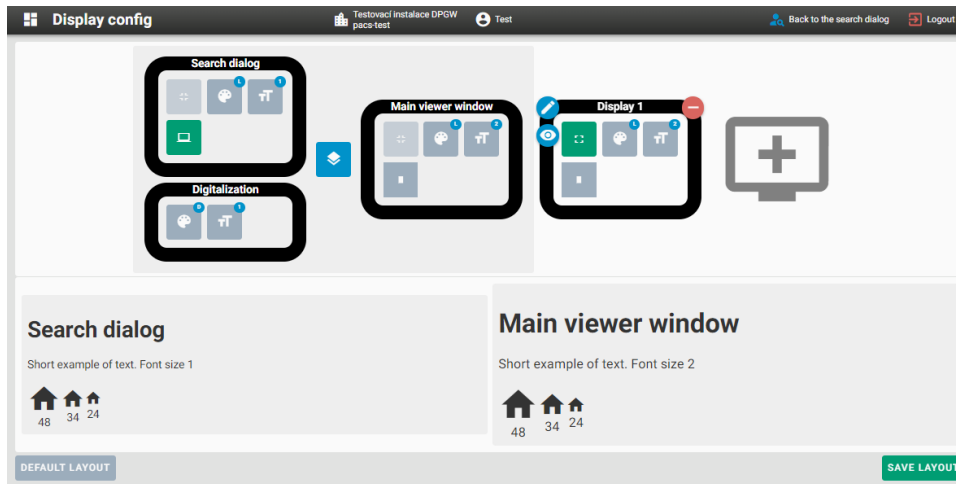 Display config
Testovací instalace DPGW
pacs-test
Test
Back to the search dialog
Logout
Search dialog
L
1
Main viewer window
L
2
Display 1
L
2
Digitalization
D
1
Search dialog
Short example of text. Font size 1
48 34 24
Main viewer window
Short example of text. Font size 2
48 34 24
DEFAULT LAYOUT
SAVE LAYOUT